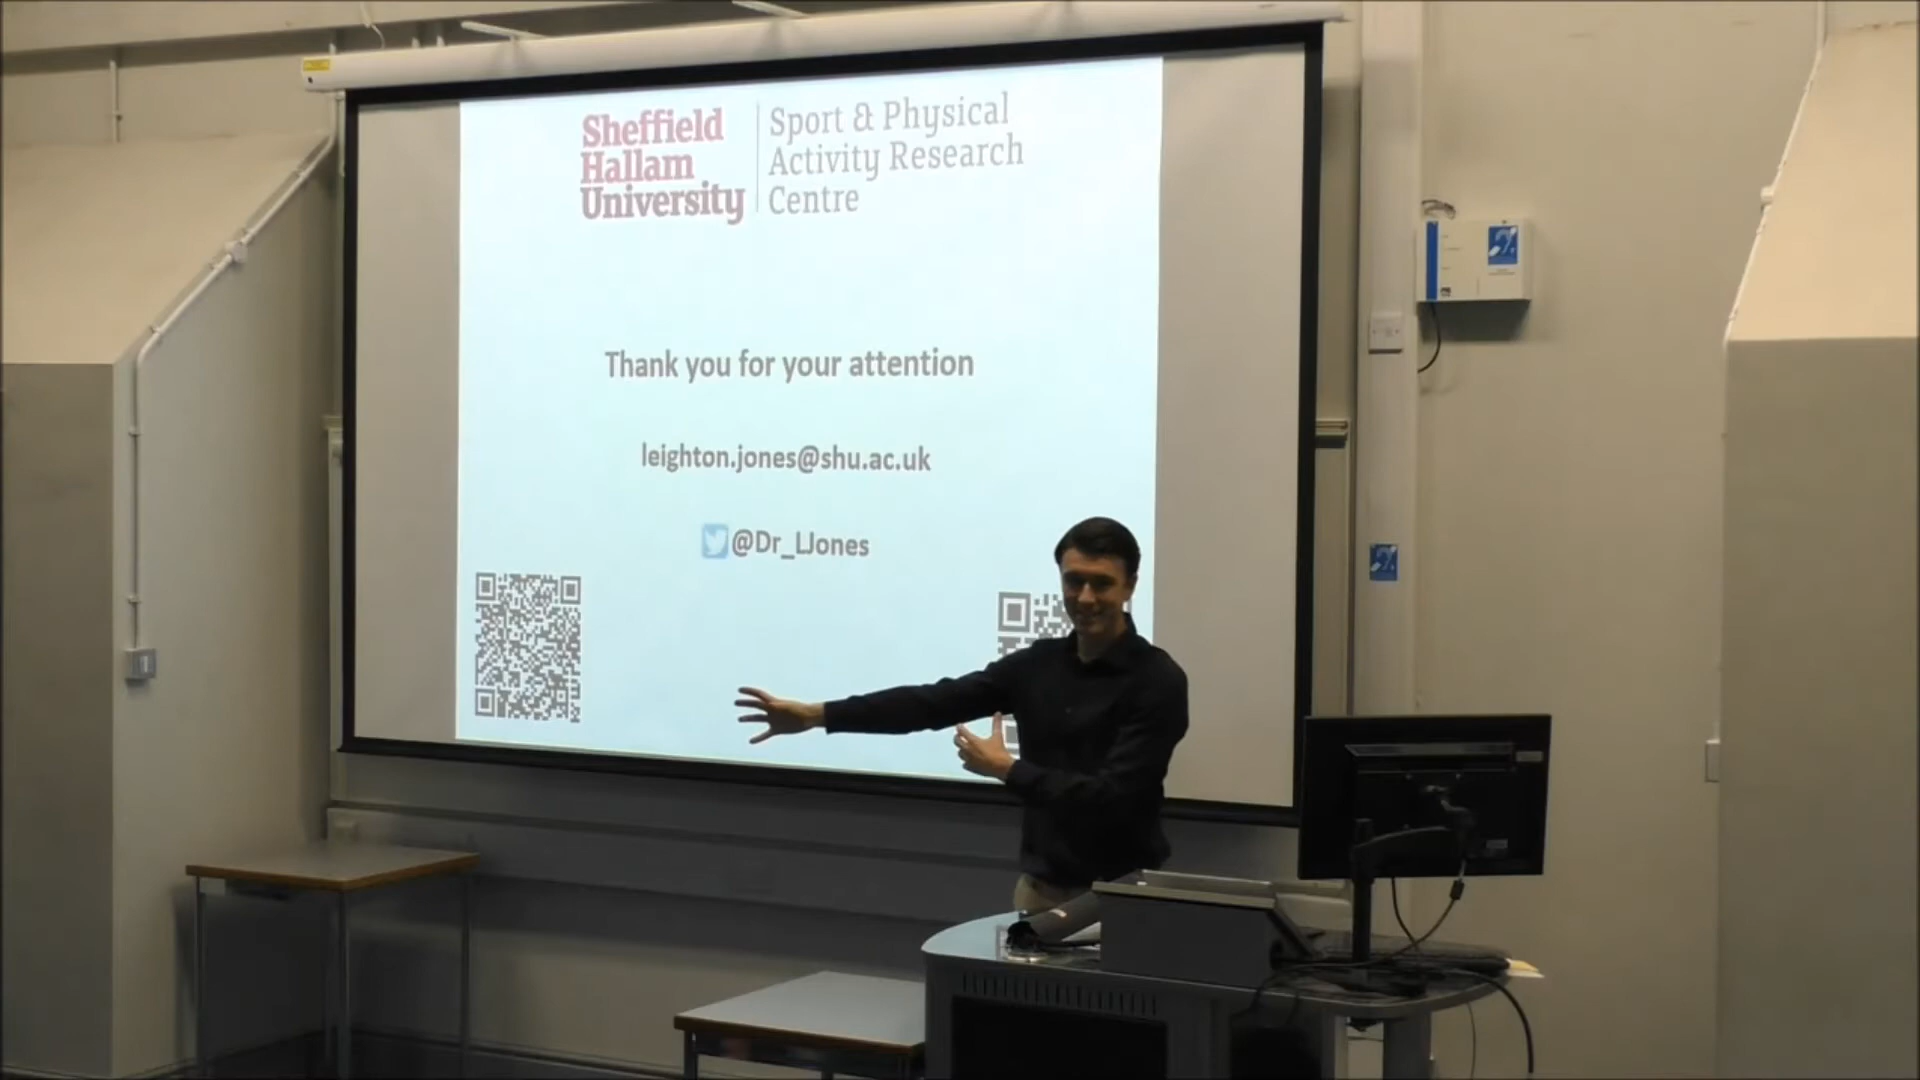 Sheffield
Hallam
University
Sport & Physical
Activity Research
Centre
Thank you for your attention
leighton.jones@shu.ac.uk
@Dr_LJones